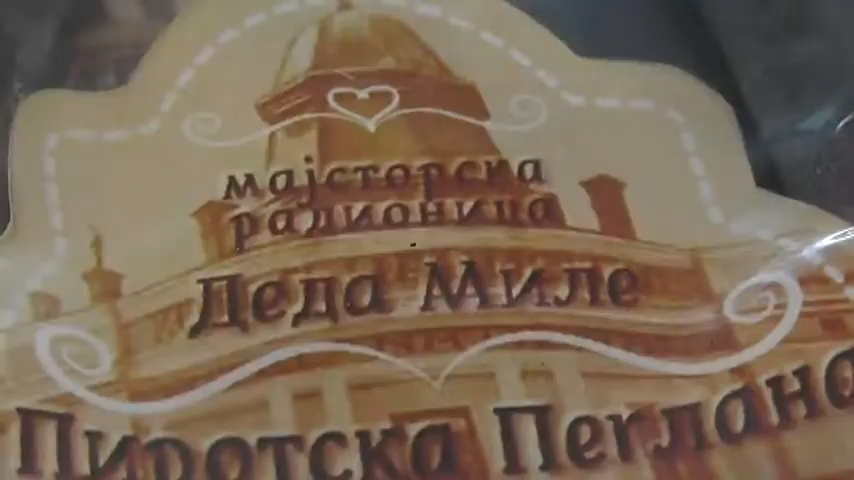 мајсторска
радионица
Деда Миле
Пиротска Пеглана